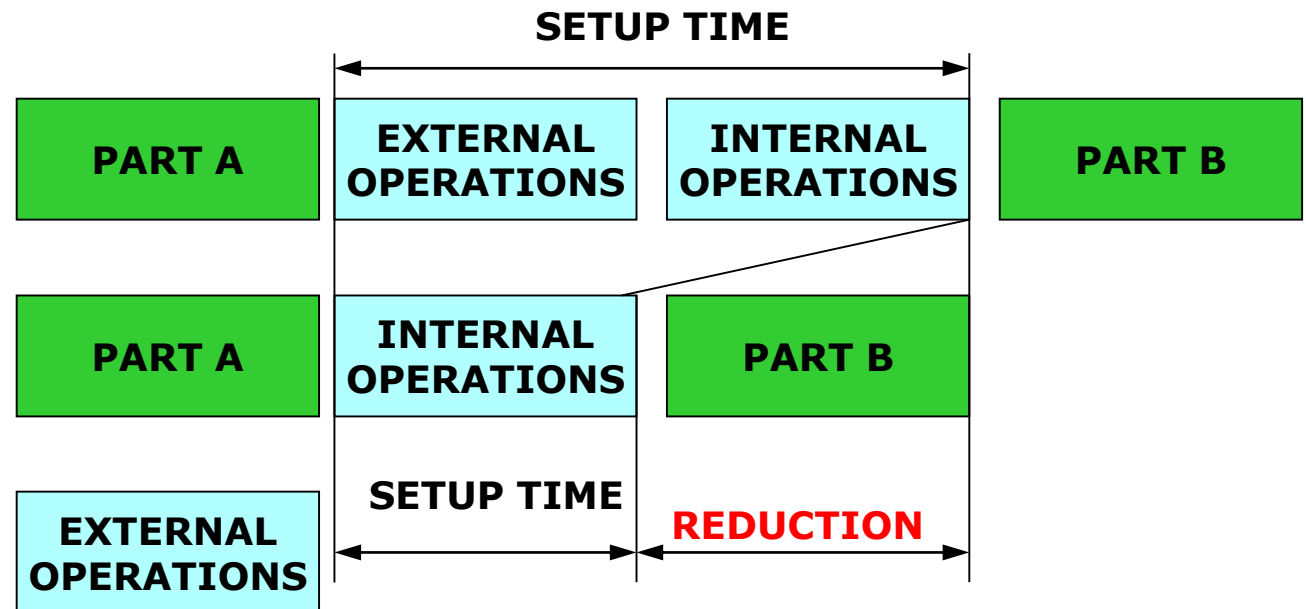 SETUP TIME
PART A
EXTERNAL
OPERATIONS
INTERNAL
OPERATIONS
PART B
PART A
INTERNAL
OPERATIONS
PART B
EXTERNAL
OPERATIONS
SETUP TIME
REDUCTION